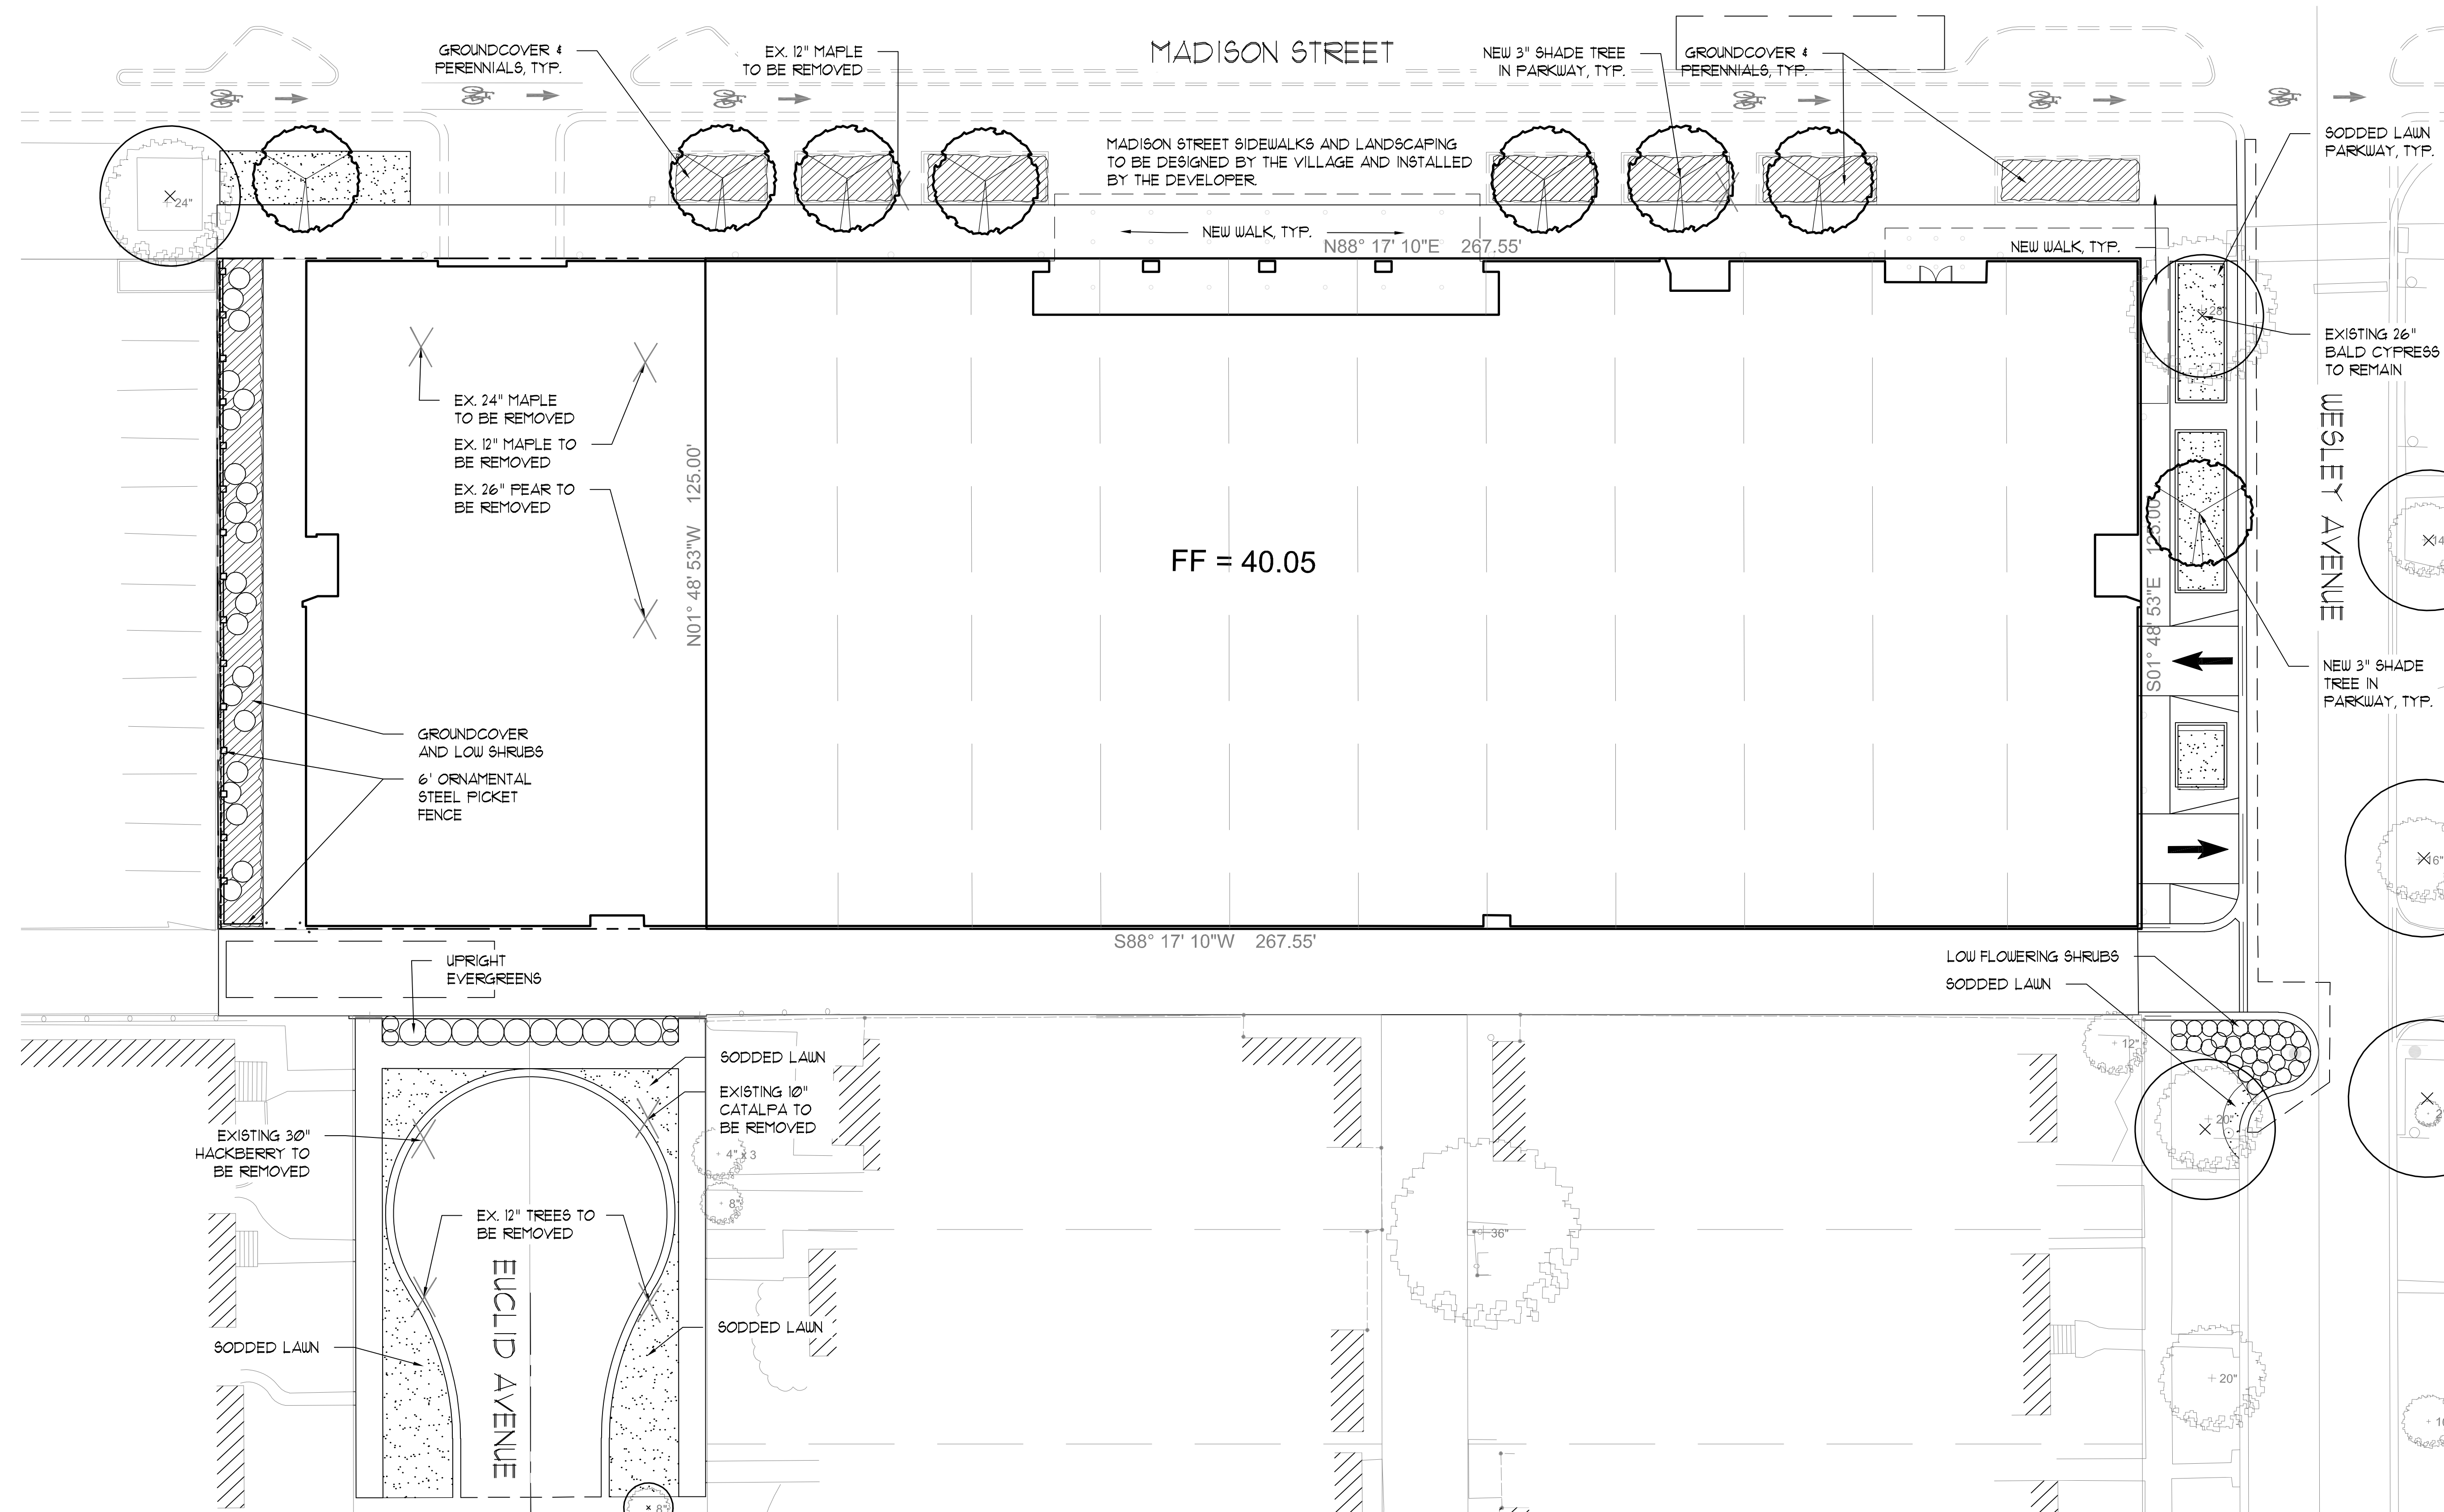 MADISON STREET
GROUNDCOVER &
PERENNIALS, TYP.
EX. 12" MAPLE
TO BE REMOVED
NEW 3" SHADE TREE
IN PARKWAY, TYP.
GROUNDCOVER &
PERENNIALS, TYP.
SODDED LAWN
PARKWAY, TYP.
MADISON STREET SIDEWALKS AND LANDSCAPING
TO BE DESIGNED BY THE VILLAGE AND INSTALLED
BY THE DEVELOPER.
24"
NEW WALK, TYP.
N88° 17' 10"E 267.55'
NEW WALK, TYP.
28"
EXISTING 26"
BALD CYPRESS
TO REMAIN
EX. 24" MAPLE
TO BE REMOVED
EX. 12" MAPLE TO
BE REMOVED
EX. 26" PEAR TO
BE REMOVED
N01° 48' 53"W 125.00'
FF = 40.05
S01° 48' 53"E 125.00'
WESLEY AVENUE
14"
NEW 3" SHADE
TREE IN
PARKWAY, TYP.
GROUNDCOVER
AND LOW SHRUBS
6' ORNAMENTAL
STEEL PICKET
FENCE
16"
S88° 17' 10"W 267.55'
UPRIGHT
EVERGREENS
LOW FLOWERING SHRUBS
SODDED LAWN
SODDED LAWN
EXISTING 10"
CATALPA TO
BE REMOVED
EXISTING 30"
HACKBERRY TO
BE REMOVED
4" x 3
8"
12"
20"
EX. 12" TREES TO
BE REMOVED
36"
EUCLID AVENUE
SODDED LAWN
SODDED LAWN
20"
8"